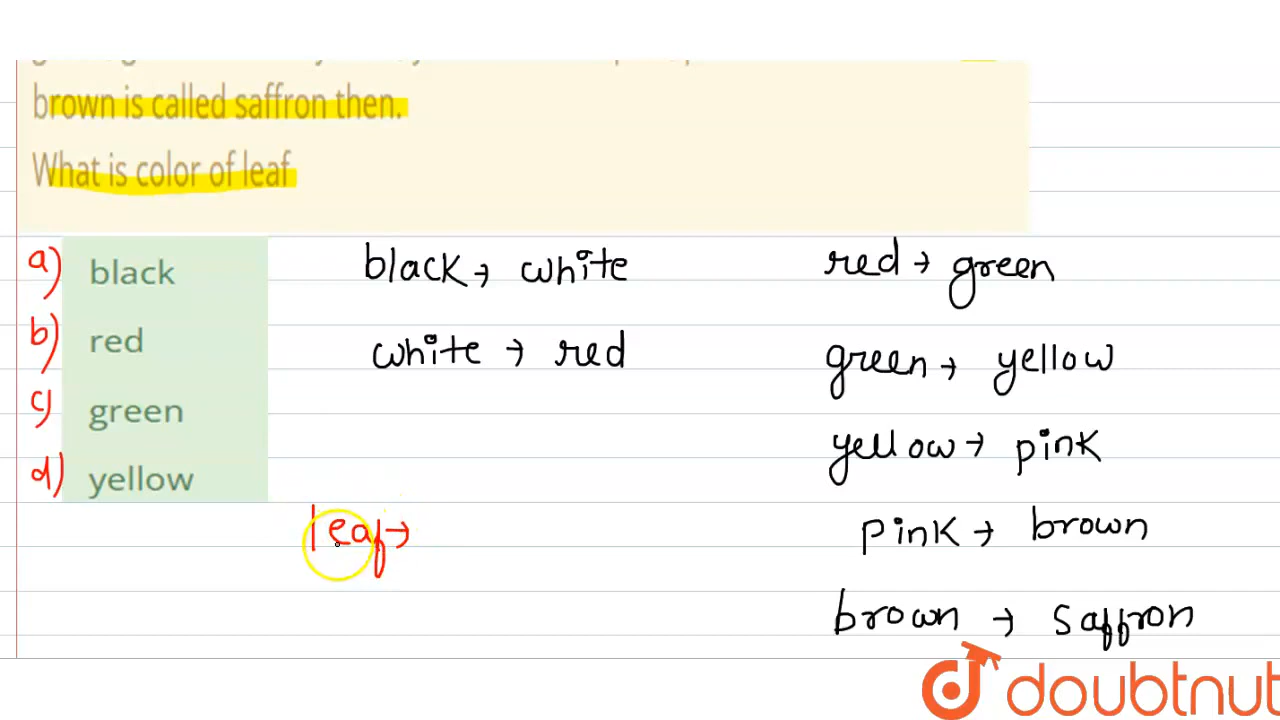 brown is called saffron then.
What is color of leaf
a) black
b) red
c) green
d) yellow
black → white
white → red
leaf →
red → green
green → yellow
yellow → pink
pink → brown
brown → saffron
doubtnut